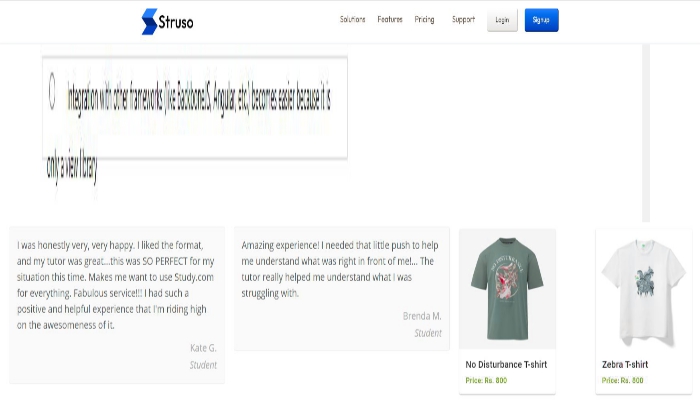 Struso
Solutions Features Pricing Support Login Signup
Integration with other frameworks (like BackboneJS, Angular, etc.) becomes easier because it is
only a view library
I was honestly very, very happy. I liked the format,
and my tutor was great...this was SO PERFECT for my
situation this time. Makes me want to use Study.com
for everything. Fabulous service!!! I had such a
positive and helpful experience that I'm riding high
on the awesomeness of it.
Kate G.
Student
Amazing experience! I needed that little push to help
me understand what was right in front of me!... The
tutor really helped me understand what I was
struggling with.
Brenda M.
Student
No Disturbance T-shirt
Price: Rs. 800
Zebra T-shirt
Price: Rs. 800